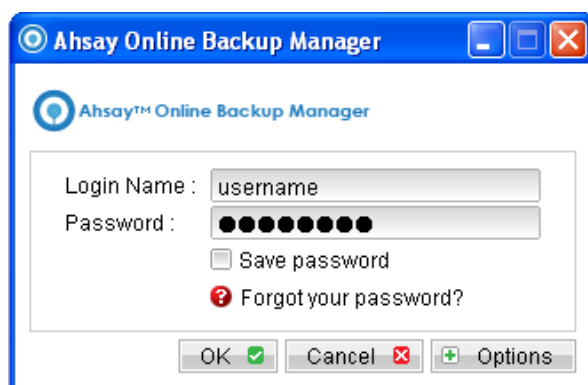 Ahsay Online Backup Manager
Ahsay™ Online Backup Manager
Login Name : username
Password : ●●●●●●●●
Save password
Forgot your password?
OK Cancel Options